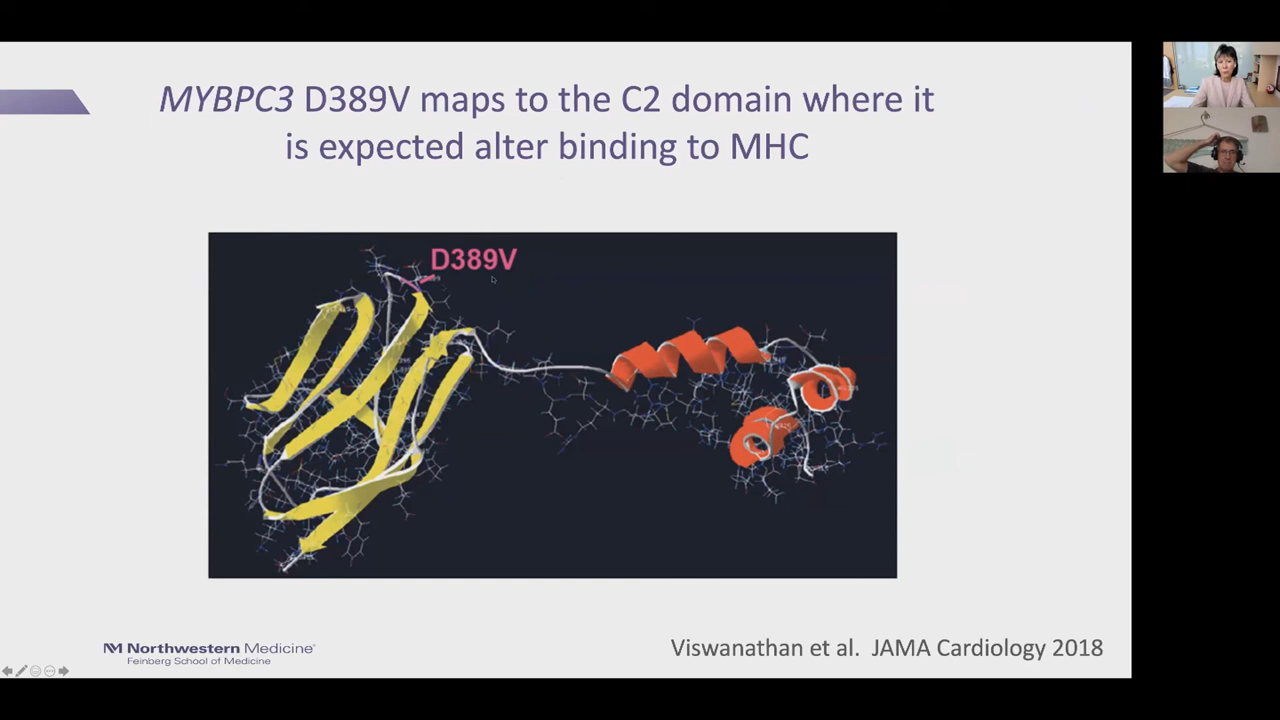 MYBPC3 D389V maps to the C2 domain where it
is expected alter binding to MHC
D389V
Northwestern Medicine®
Feinberg School of Medicine
Viswanathan et al. JAMA Cardiology 2018